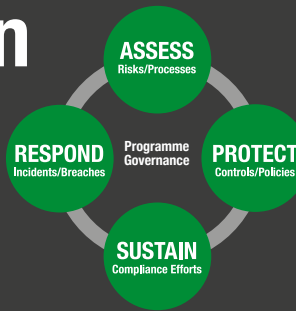 n
ASSESS
Risks/Processes
RESPOND
Incidents/Breaches
Programme
Governance
PROTECT
Controls/Policies
SUSTAIN
Compliance Efforts